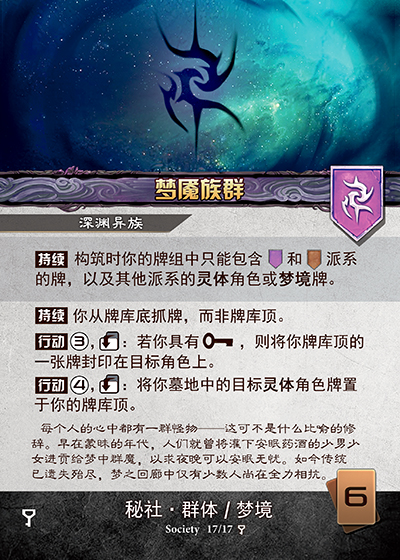 梦魇族群
深渊异族
持续 构筑时你的牌组中只能包含 和 派系
的牌,以及其他派系的灵体角色或梦境牌。
持续 你从牌库底抓牌,而非牌库顶。
行动 ③, : 若你具有 ,则将你牌库顶的
一张牌封印在目标角色上。
行动 ④, : 将你墓地中的目标灵体角色牌置
于你的牌库顶。
每个人的心中都有一群怪物——这可不是什么比喻的修
辞。早在蒙昧的年代,人们就曾将灌下安眠药酒的少男少
女进贡给梦中群魔,以求夜晚可以安眠无忧。如今传统
已遗失殆尽,梦之回廊中仅有少数人尚在全力相抗。
6
秘社 · 群体 / 梦境
Society 17/17